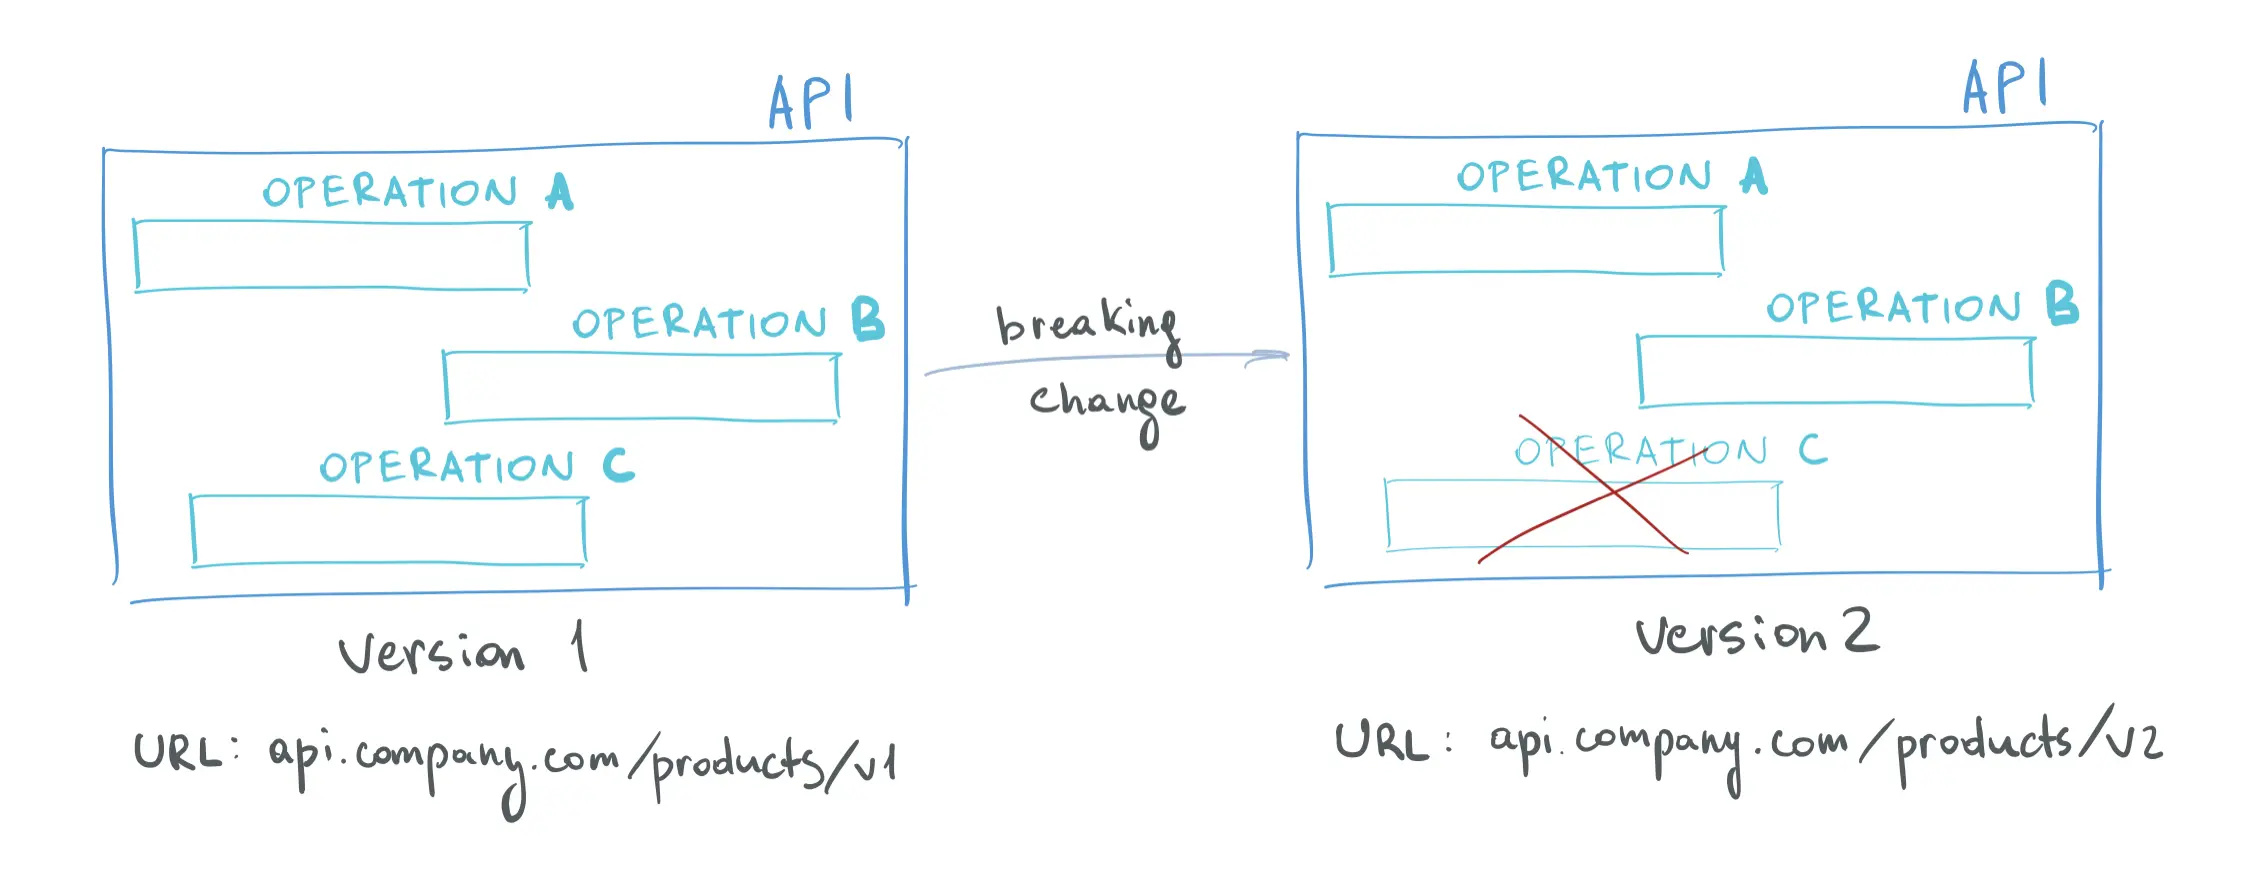 API
OPERATION A
OPERATION B
OPERATION C
version 1
URL: api.company.com/products/v1
breaking
change
API
OPERATION A
OPERATION B
OPERATION C
version 2
URL: api.company.com/products/v2